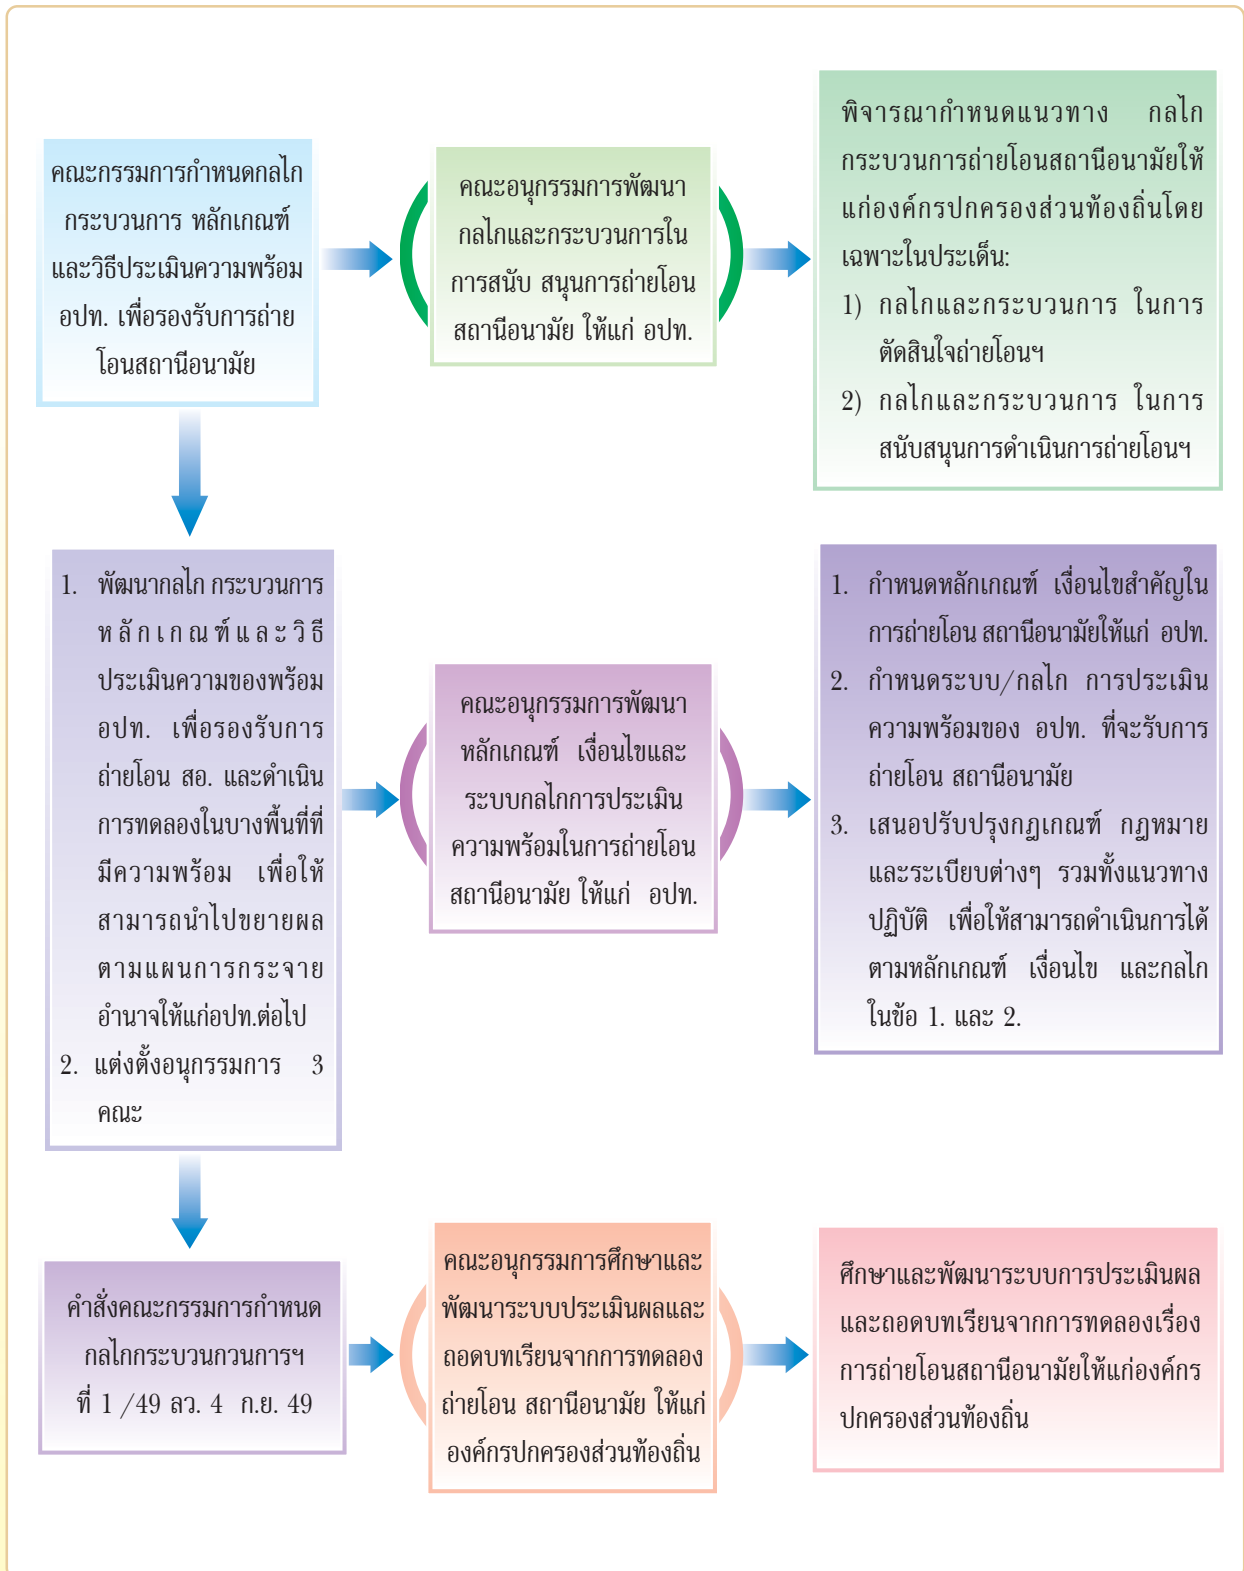 คณะกรรมการกำหนดกลไก
กระบวนการ หลักเกณฑ์
และวิธีประเมินความพร้อม
อปท. เพื่อรองรับการถ่าย
โอนสถานีอนามัย
คณะอนุกรรมการพัฒนา
กลไกและกระบวนการใน
การสนับ สนุนการถ่ายโอน
สถานีอนามัย ให้แก่ อปท.
พิจารณากำหนดแนวทาง กลไก
กระบวนการถ่ายโอนสถานีอนามัยให้
แก่องค์กรปกครองส่วนท้องถิ่นโดย
เฉพาะในประเด็น:
1) กลไกและกระบวนการ ในการ
ตัดสินใจถ่ายโอนฯ
2) กลไกและกระบวนการ ในการ
สนับสนุนการดำเนินการถ่ายโอนฯ
1. พัฒนากลไก กระบวนการ
หลักเกณฑ์และวิธี
ประเมินความของพร้อม
อปท. เพื่อรองรับการ
ถ่ายโอน สอ. และดำเนิน
การทดลองในบางพื้นที่ที่
มีความพร้อม เพื่อให้
สามารถนำไปขยายผล
ตามแผนการกระจาย
อำนาจให้แก่อปท.ต่อไป
2. แต่งตั้งอนุกรรมการ 3
คณะ
คณะอนุกรรมการพัฒนา
หลักเกณฑ์ เงื่อนไขและ
ระบบกลไกการประเมิน
ความพร้อมในการถ่ายโอน
สถานีอนามัย ให้แก่ อปท.
1. กำหนดหลักเกณฑ์ เงื่อนไขสำคัญใน
การถ่ายโอน สถานีอนามัยให้แก่ อปท.
2. กำหนดระบบ/กลไก การประเมิน
ความพร้อมของ อปท. ที่จะรับการ
ถ่ายโอน สถานีอนามัย
3. เสนอปรับปรุงกฎเกณฑ์ กฎหมาย
และระเบียบต่างๆ รวมทั้งแนวทาง
ปฏิบัติ เพื่อให้สามารถดำเนินการได้
ตามหลักเกณฑ์ เงื่อนไข และกลไก
ในข้อ 1. และ 2.
คำสั่งคณะกรรมการกำหนด
กลไกกระบวนกวนการฯ
ที่ 1 /49 ลว. 4 ก.ย. 49
คณะอนุกรรมการศึกษาและ
พัฒนาระบบประเมินผลและ
ถอดบทเรียนจากการทดลอง
ถ่ายโอน สถานีอนามัย ให้แก่
องค์กรปกครองส่วนท้องถิ่น
ศึกษาและพัฒนาระบบการประเมินผล
และถอดบทเรียนจากการทดลองเรื่อง
การถ่ายโอนสถานีอนามัยให้แก่องค์กร
ปกครองส่วนท้องถิ่น